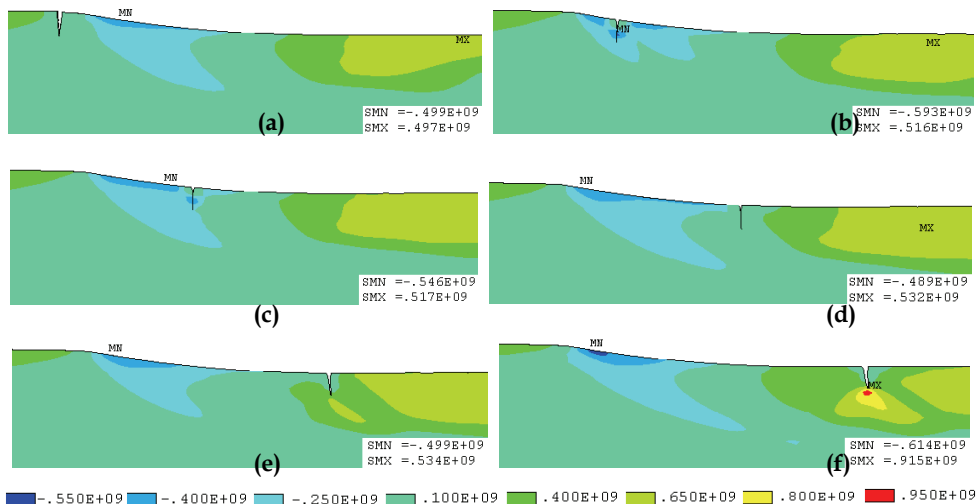 MN
MX
SMN =-.499E+09
SMX =.497E+09
(a)
MN
MX
SMN =-.593E+09
SMX =.516E+09
(b)
MN
SMN =-.546E+09
SMX =.517E+09
(c)
MN
MX
SMN =-.489E+09
SMX =.532E+09
(d)
MN
SMN =-.499E+09
SMX =.534E+09
(e)
MN
MX
SMN =-.614E+09
SMX =.915E+09
(f)
-.550E+09 -.400E+09 -.250E+09 .100E+09 .400E+09 .650E+09 .800E+09 .950E+09